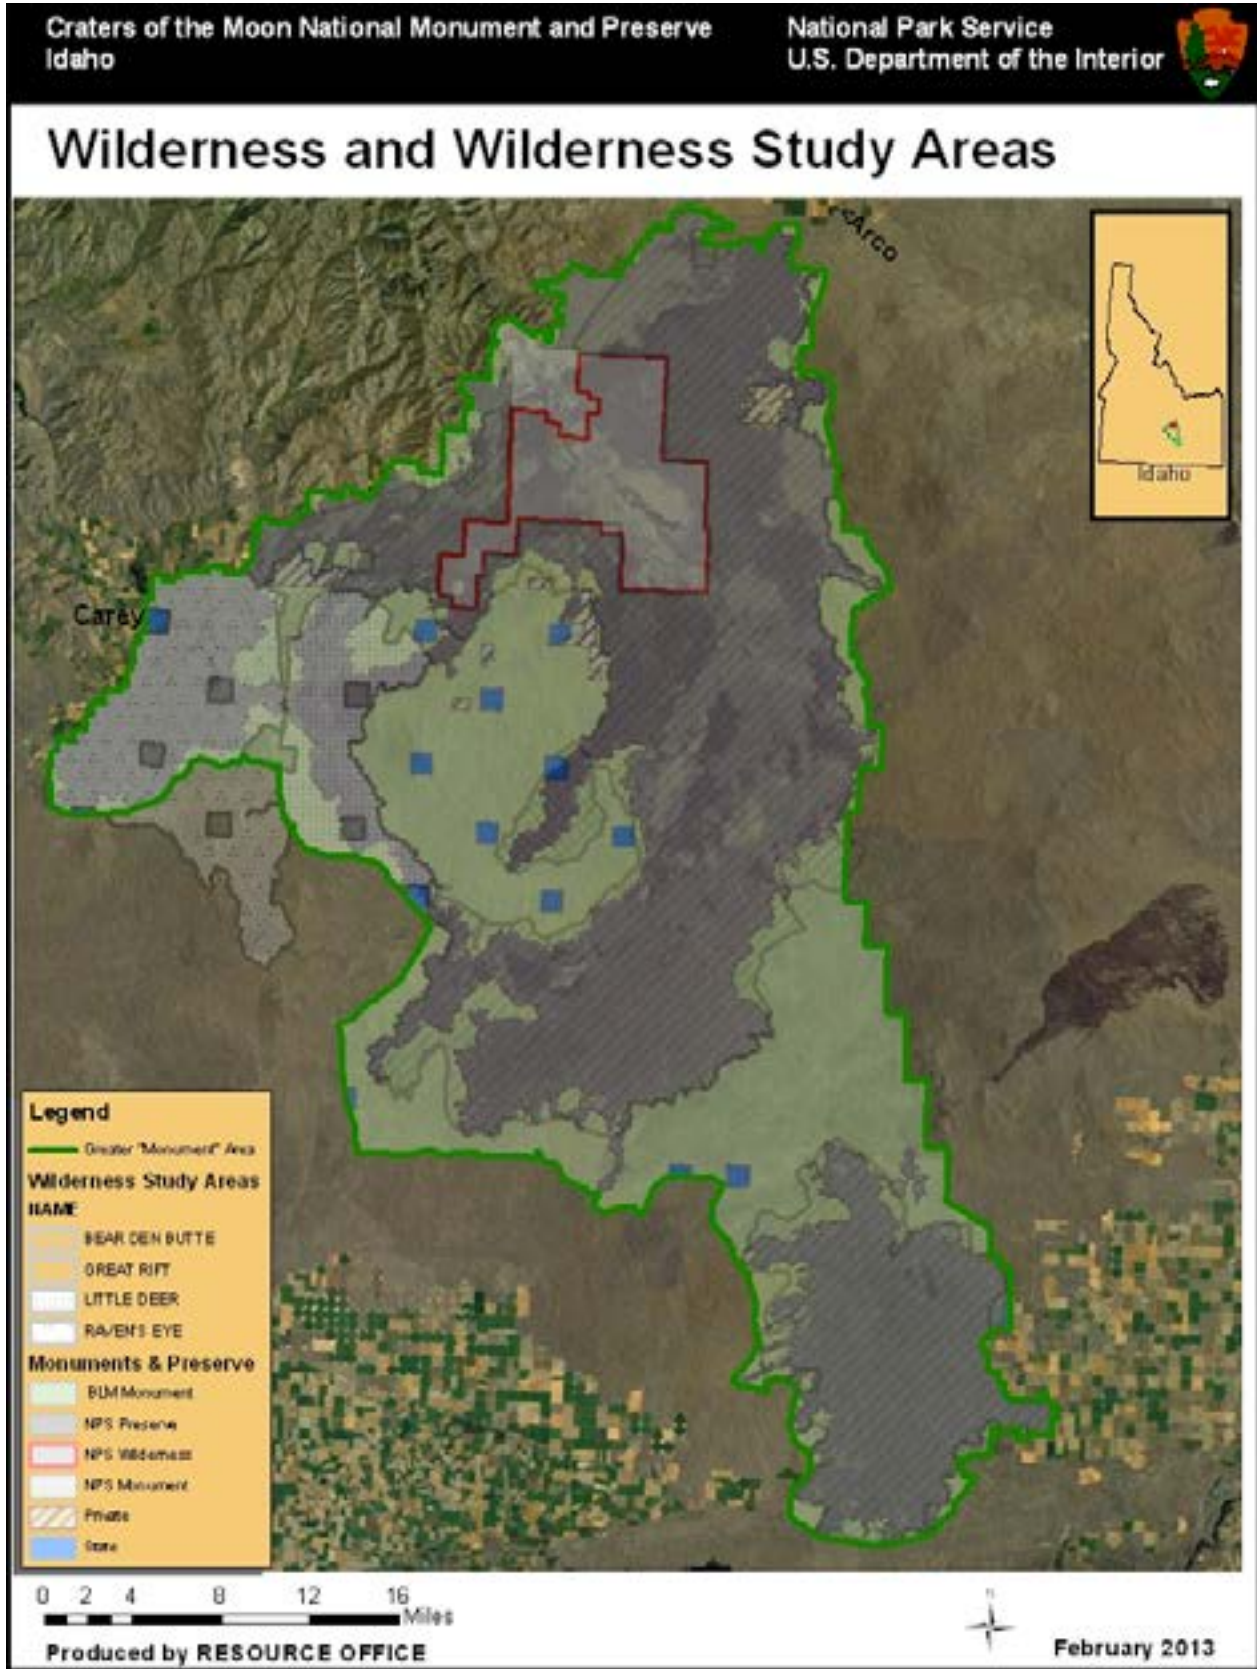 Craters of the Moon National Monument and Preserve
Idaho
National Park Service
U.S. Department of the Interior
Wilderness and Wilderness Study Areas
<<Arco
Idaho
Carey
Legend
Greater "Monument" Area
Wilderness Study Areas
NAME
BEAR DEN BUTTE
GREAT RIFT
LITTLE DEER
RAVEN'S EYE
Monuments & Preserve
BLM Monument
NPS Preserve
NPS Wilderness
NPS Monument
Private
State
0 2 4 8 12 16
Miles
N
Produced by RESOURCE OFFICE
February 2013